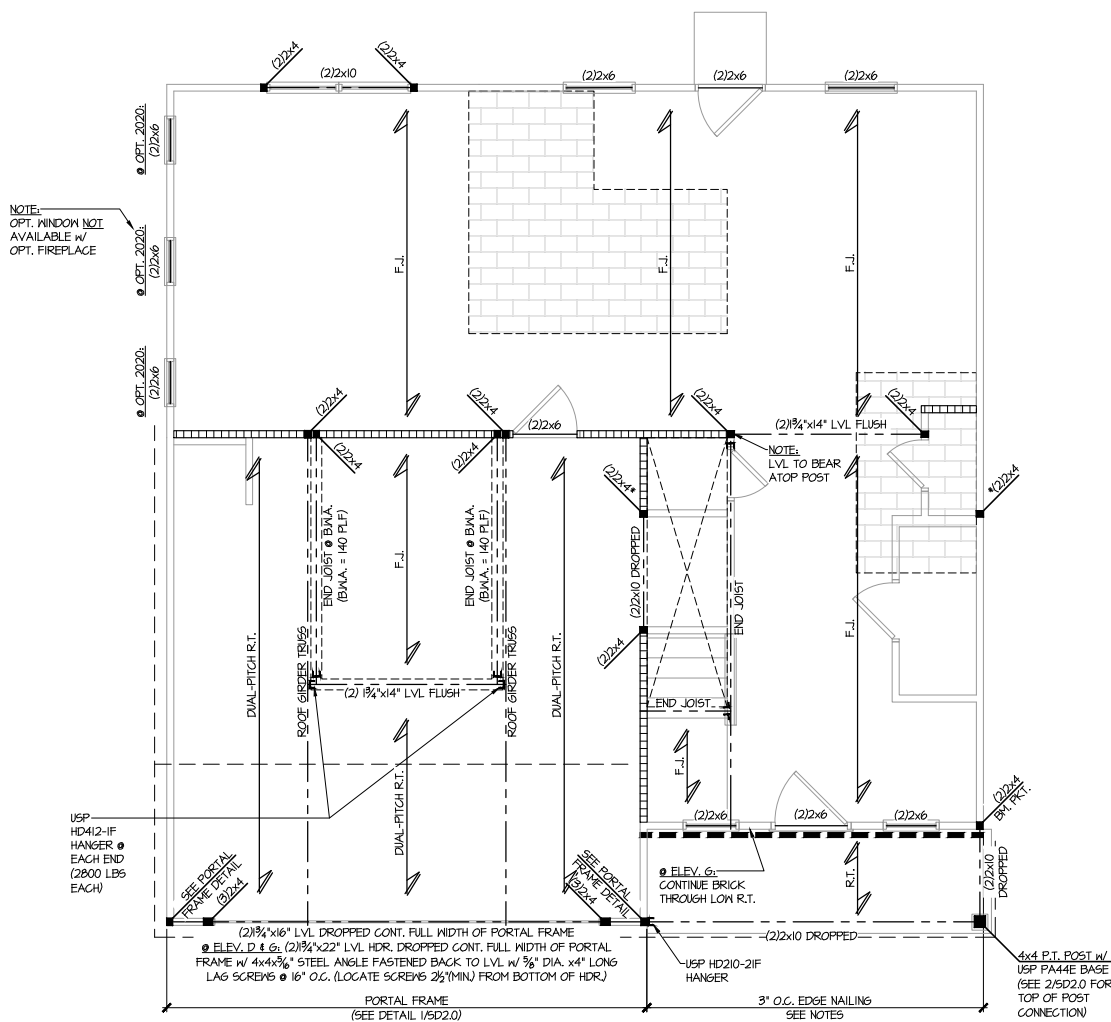 (2)2x4
(2)2x10
(2)2x4
(2)2x6
(2)2x6
(2)2x6
@ OPT. 2020:
(2)2x6
NOTE:
OPT. WINDOW NOT
AVAILABLE W/
OPT. FIREPLACE
@ OPT. 2020:
(2)2x6
F.J.
F.J.
F.J.
@ OPT. 2020:
(2)2x6
(2)2x4
(2)2x4
(2)2x6
(2)2x4
(2)1¾"x14" LVL FLUSH
(2)2x4
(2)2x4
(2)2x4
NOTE:
LVL TO BEAR
ATOP POST
(2)2x4*
*(2)2x4
END JOIST @ B.W.A.
(B.W.A. = 140 PLF)
F.J.
END JOIST @ B.W.A.
(B.W.A. = 140 PLF)
(2)2x10 DROPPED
END JOIST
F.J.
(2)2x4
DUAL-PITCH R.T.
ROOF GIRDER TRUSS
(2) 1¾"x14" LVL FLUSH
ROOF GIRDER TRUSS
DUAL-PITCH R.T.
END JOIST
F.J.
DUAL-PITCH R.T.
(2)2x4
BM. PKT.
USP
HD412-IF
HANGER @
EACH END
(2800 LBS
EACH)
(2)2x6
(2)2x6
(2)2x6
SEE PORTAL
FRAME DETAIL
(3)2x4
(3)2x4
SEE PORTAL
FRAME DETAIL
@ ELEV. G:
CONTINUE BRICK
THROUGH LOW R.T.
R.T.
(2)2x10
DROPPED
(2)1¾"x16" LVL DROPPED CONT. FULL WIDTH OF PORTAL FRAME
@ ELEV. D & G: (2)1¾"x22" LVL HDR. DROPPED CONT. FULL WIDTH OF PORTAL
FRAME W/ 4x4x5/16" STEEL ANGLE FASTENED BACK TO LVL W/ 5/8" DIA. x4" LONG
LAG SCREWS @ 16" O.C. (LOCATE SCREWS 2½"(MIN.) FROM BOTTOM OF HDR.)
(2)2x10 DROPPED
USP HD210-2IF
HANGER
4x4 P.T. POST W/
USP PA44E BASE
(SEE 2/SD2.0 FOR
TOP OF POST
CONNECTION)
PORTAL FRAME
(SEE DETAIL 1/SD2.0)
3" O.C. EDGE NAILING
SEE NOTES